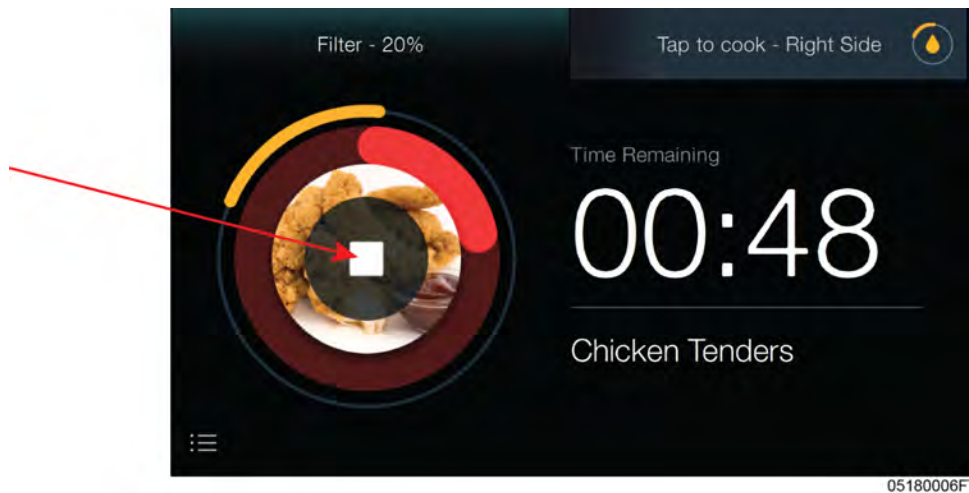 Filter - 20%
Tap to cook - Right Side
Time Remaining
00:48
Chicken Tenders
05180006F